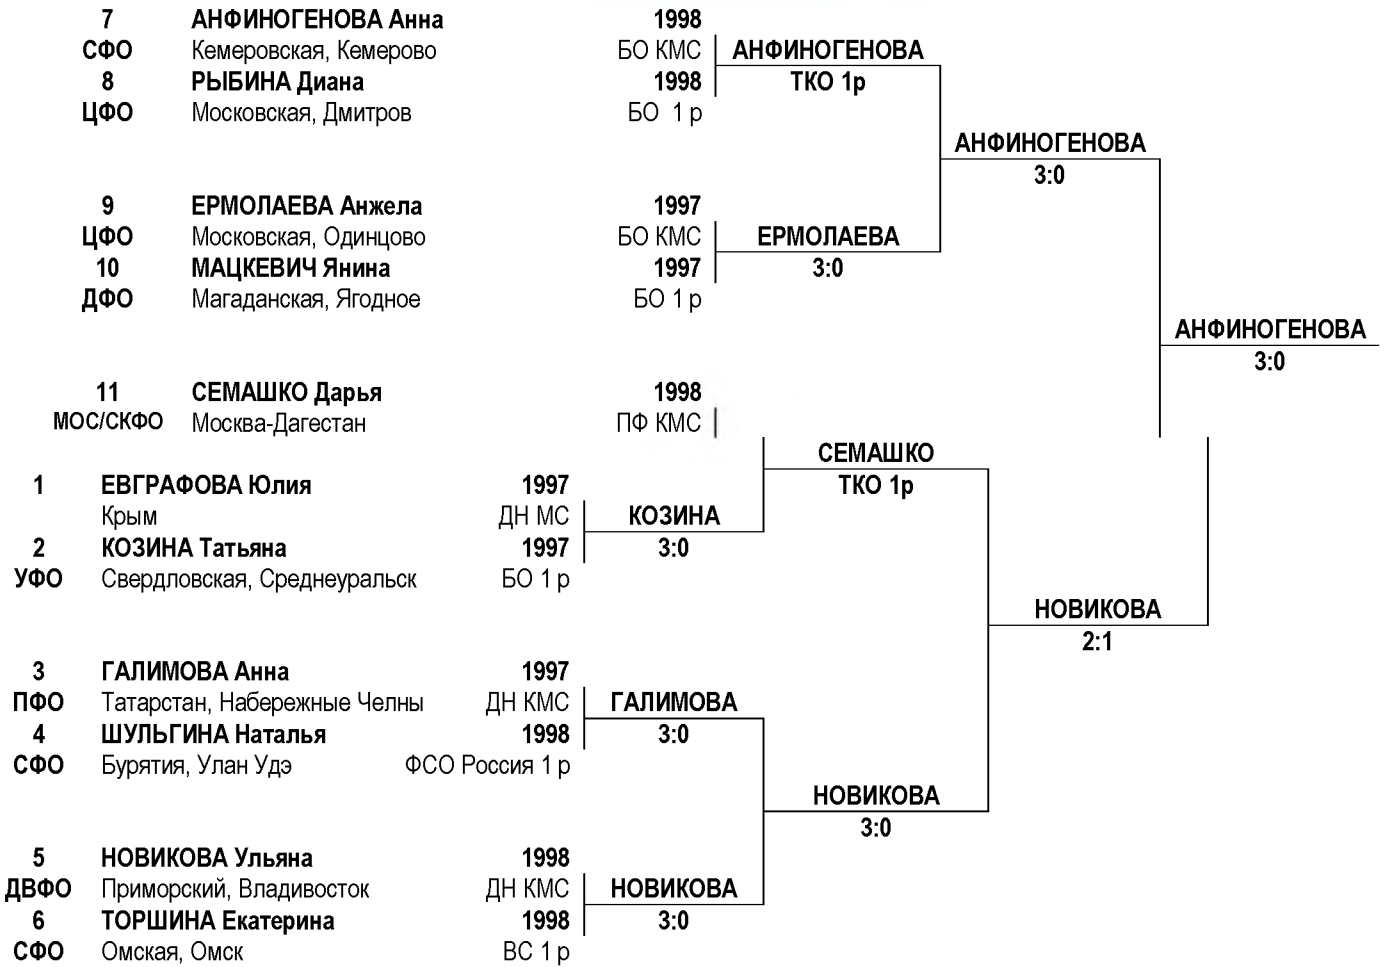 7 АНФИНОГЕНОВА Анна 1998
СФО Кемеровская, Кемерово БО КМС АНФИНОГЕНОВА
8 РЫБИНА Диана 1998 ТКО 1р
ЦФО Московская, Дмитров БО 1 р
АНФИНОГЕНОВА
3:0
9 ЕРМОЛАЕВА Анжела 1997
ЦФО Московская, Одинцово БО КМС ЕРМОЛАЕВА
10 МАЦКЕВИЧ Янина 1997 3:0
ДФО Магаданская, Ягодное БО 1 р
АНФИНОГЕНОВА
3:0
11 СЕМАШКО Дарья 1998
МОС/СКФО Москва-Дагестан ПФ КМС
СЕМАШКО
1 ЕВГРАФОВА Юлия 1997 ТКО 1р
Крым ДН МС КОЗИНА
2 КОЗИНА Татьяна 1997 3:0
УФО Свердловская, Среднеуральск БО 1 р
НОВИКОВА
2:1
3 ГАЛИМОВА Анна 1997
ПФО Татарстан, Набережные Челны ДН КМС ГАЛИМОВА
4 ШУЛЬГИНА Наталья 1998 3:0
СФО Бурятия, Улан Удэ ФСО Россия 1 р
НОВИКОВА
3:0
5 НОВИКОВА Ульяна 1998
ДВФО Приморский, Владивосток ДН КМС НОВИКОВА
6 ТОРШИНА Екатерина 1998 3:0
СФО Омская, Омск ВС 1 р